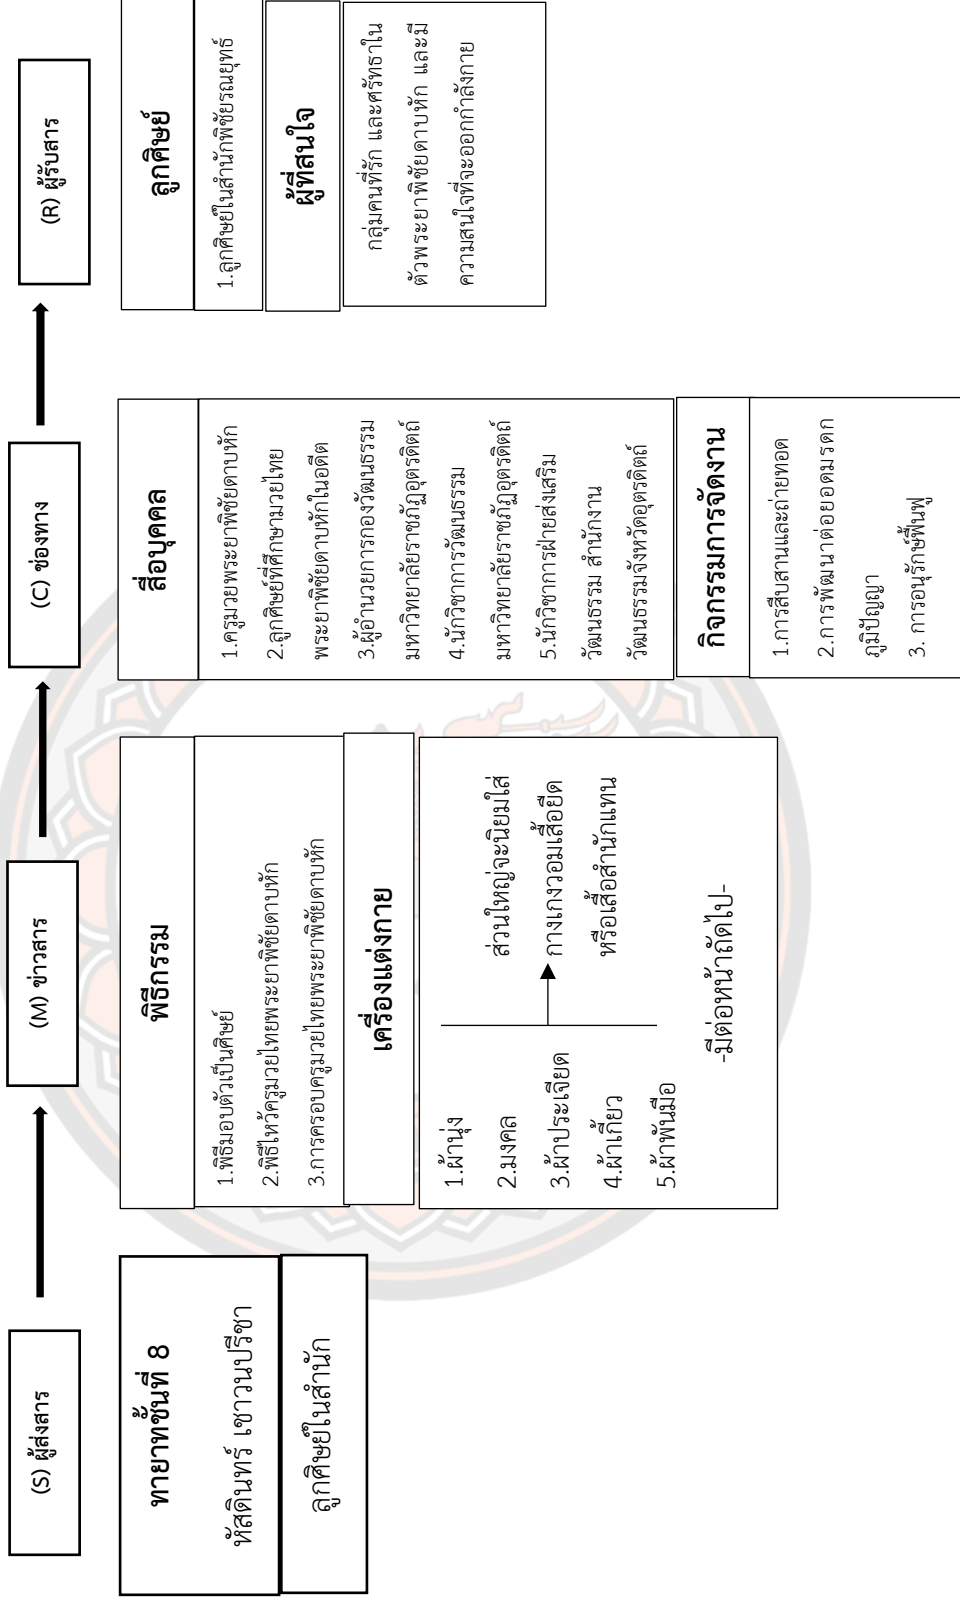 (S) ผู้ส่งสาร
(M) ข่าวสาร
(C) ช่องทาง
(R) ผู้รับสาร
ทายาทชั้นที่ 8
หัสดินทร์ เชาวนปรีชา
ลูกศิษย์ในสำนัก
พิธีกรรม
1.พิธีมอบตัวเป็นศิษย์
2.พิธีไหว้ครูมวยไทยพระยาพิชัยดาบหัก
3.การครอบครูมวยไทยพระยาพิชัยดาบหัก
เครื่องแต่งกาย
1.ผ้านุ่ง
2.มงคล
3.ผ้าประเจียด
4.ผ้าเกี้ยว
5.ผ้าพันมือ
ส่วนใหญ่จะนิยมใส่
กางเกงวอมเสื้อยืด
หรือเสื้อสำนักแทน
-มีต่อหน้าถัดไป-
สื่อบุคคล
1.ครูมวยพระยาพิชัยดาบหัก
2.ลูกศิษย์ที่ศึกษามวยไทย
พระยาพิชัยดาบหักในอดีต
3.ผู้อำนวยการกองวัฒนธรรม
มหาวิทยาลัยราชภัฏอุตรดิตถ์
4.นักวิชาการวัฒนธรรม
มหาวิทยาลัยราชภัฏอุตรดิตถ์
5.นักวิชาการฝ่ายส่งเสริม
วัฒนธรรม สำนักงาน
วัฒนธรรมจังหวัดอุตรดิตถ์
กิจกรรมการจัดงาน
1.การสืบสานและถ่ายทอด
2.การพัฒนาต่อยอดมรดก
ภูมิปัญญา
3. การอนุรักษ์ฟื้นฟู
ลูกศิษย์
1.ลูกศิษย์ในสำนักพิชัยรณยุทธ์
ผู้ที่สนใจ
กลุ่มคนที่รัก และศรัทธาใน
ตัวพระยาพิชัยดาบหัก และมี
ความสนใจที่จะออกกำลังกาย